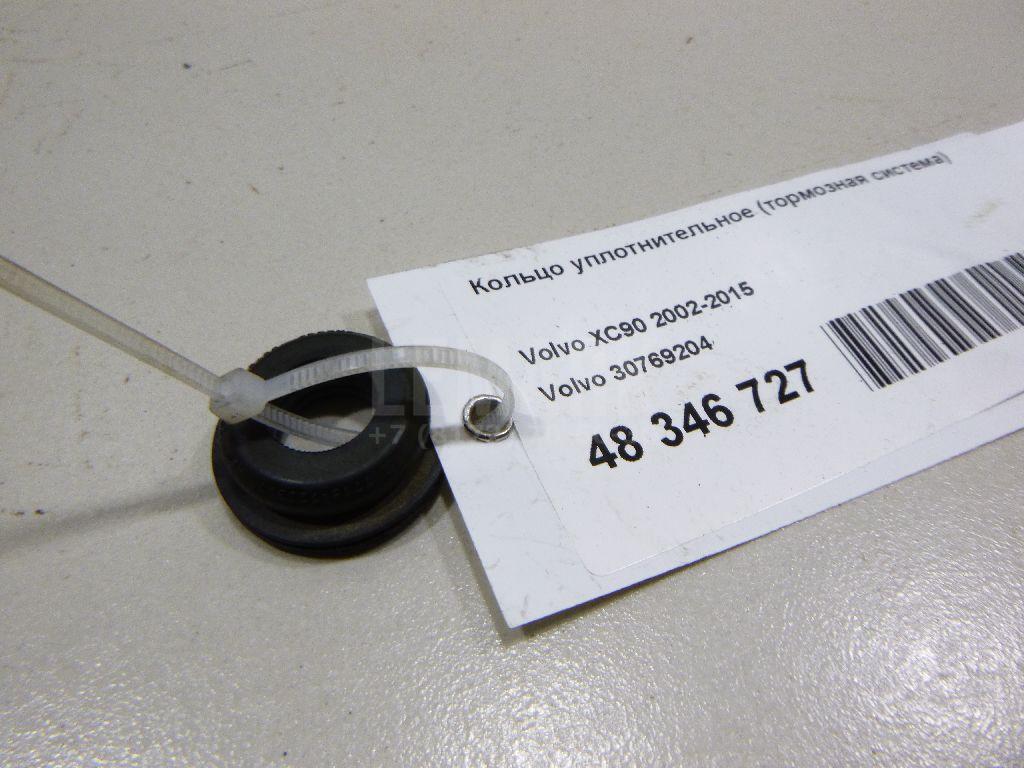 Кольцо уплотнительное (тормозная система)
Volvo XC90 2002-2015
Volvo 30769204
48 346 727